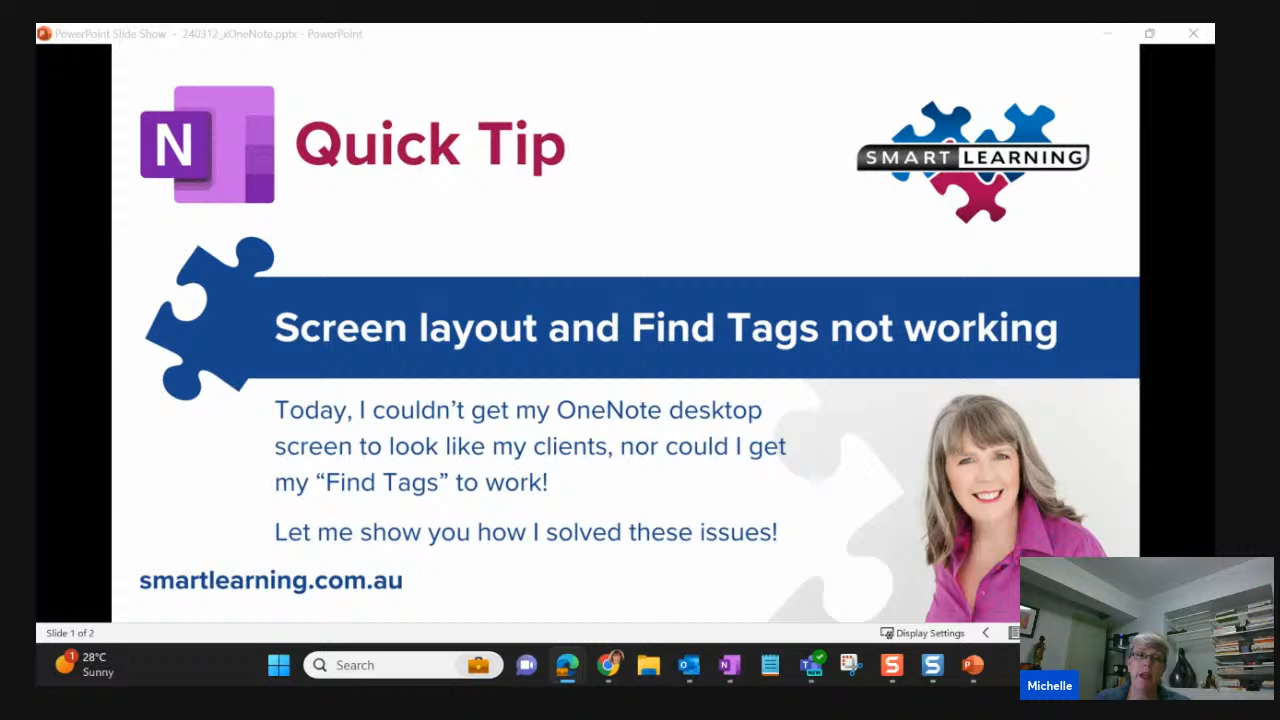 PowerPoint Slide Show - 240312_xOneNote.pptx - PowerPoint
N
Quick Tip
SMART LEARNING
Screen layout and Find Tags not working
Today, I couldn't get my OneNote desktop
screen to look like my clients, nor could I get
my “Find Tags” to work!
Let me show you how I solved these issues!
smartlearning.com.au
Slide 1 of 2
Display Settings
1
28°C
Sunny
Search
Michelle